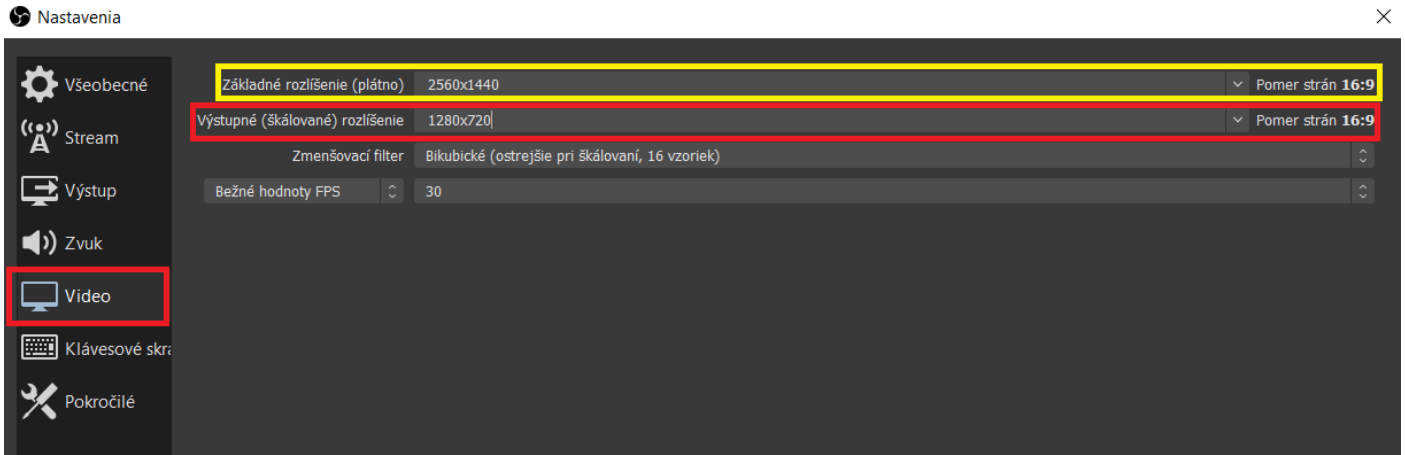 Nastavenia
Všeobecné
Stream
Výstup
Zvuk
Video
Klávesové skra
Pokročilé
Základné rozlíšenie (plátno) 2560x1440 Pomer strán 16:9
Výstupné (škálované) rozlíšenie 1280x720 Pomer strán 16:9
Zmenšovací filter Bikubické (ostrejšie pri škálovaní, 16 vzoriek)
Bežné hodnoty FPS 30